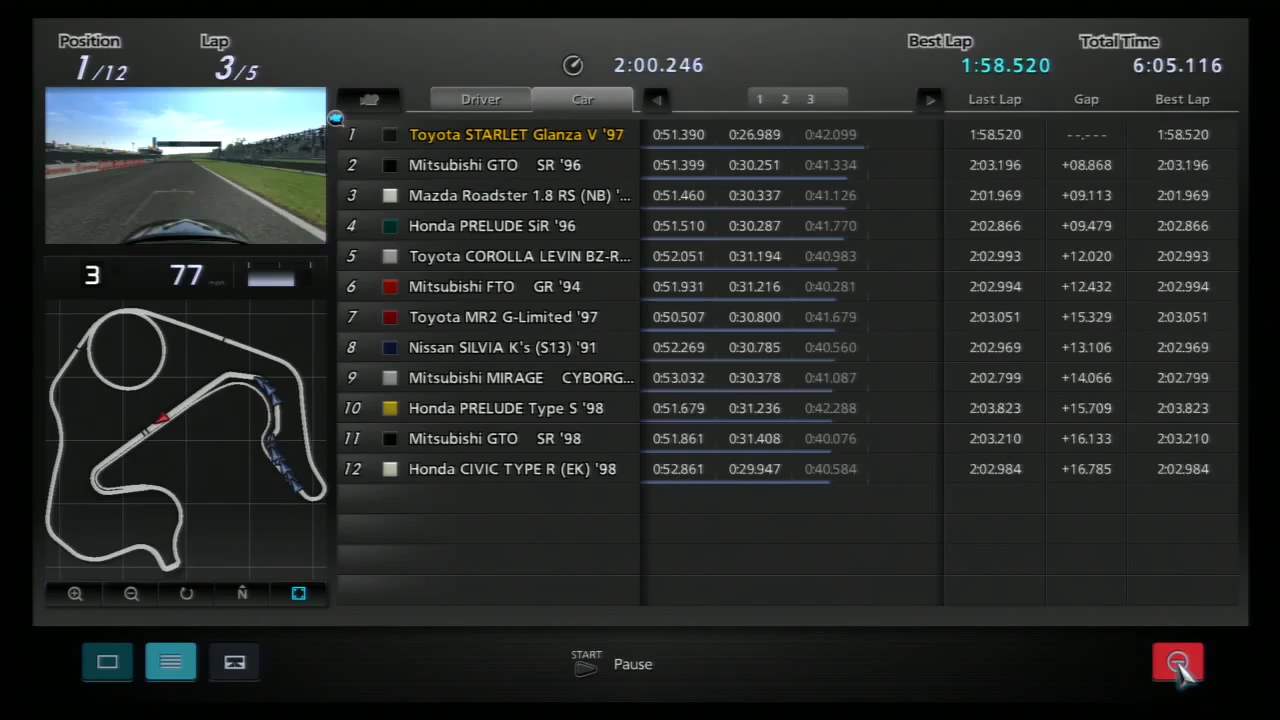 Position Lap Best Lap Total Time
1/12 3/5 2:00.246 1:58.520 6:05.116
Driver Car 1 2 3 Last Lap Gap Best Lap
1 Toyota STARLET Glanza V '97 0:51.390 0:26.989 0:42.099 1:58.520 --.--- 1:58.520
2 Mitsubishi GTO SR '96 0:51.399 0:30.251 0:41.334 2:03.196 +08.868 2:03.196
3 Mazda Roadster 1.8 RS (NB) '... 0:51.460 0:30.337 0:41.126 2:01.969 +09.113 2:01.969
4 Honda PRELUDE SiR '96 0:51.510 0:30.287 0:41.770 2:02.866 +09.479 2:02.866
5 Toyota COROLLA LEVIN BZ-R... 0:52.051 0:31.194 0:40.983 2:02.993 +12.020 2:02.993
6 Mitsubishi FTO GR '94 0:51.931 0:31.216 0:40.281 2:02.994 +12.432 2:02.994
7 Toyota MR2 G-Limited '97 0:50.507 0:30.800 0:41.679 2:03.051 +15.329 2:03.051
8 Nissan SILVIA K's (S13) '91 0:52.269 0:30.785 0:40.560 2:02.969 +13.106 2:02.969
9 Mitsubishi MIRAGE CYBORG... 0:53.032 0:30.378 0:41.087 2:02.799 +14.066 2:02.799
10 Honda PRELUDE Type S '98 0:51.679 0:31.236 0:42.288 2:03.823 +15.709 2:03.823
11 Mitsubishi GTO SR '98 0:51.861 0:31.408 0:40.076 2:03.210 +16.133 2:03.210
12 Honda CIVIC TYPE R (EK) '98 0:52.861 0:29.947 0:40.584 2:02.984 +16.785 2:02.984
3 77 mph
N
START
Pause